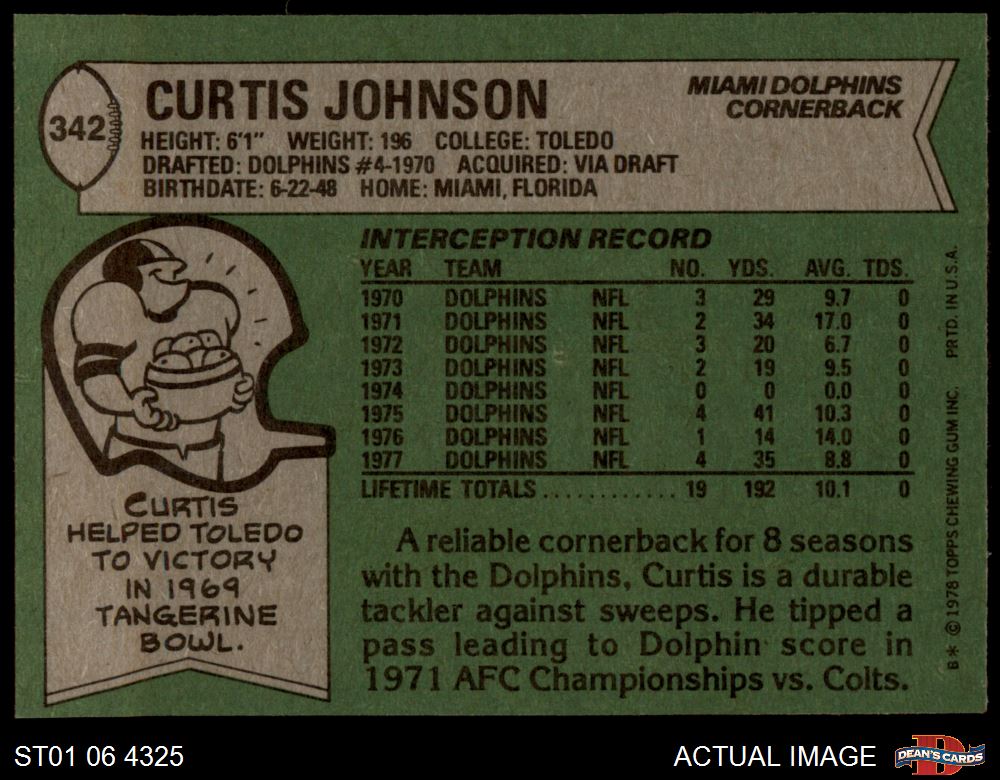 342
CURTIS JOHNSON
MIAMI DOLPHINS
CORNERBACK
HEIGHT: 6'1" WEIGHT: 196 COLLEGE: TOLEDO
DRAFTED: DOLPHINS #4-1970 ACQUIRED: VIA DRAFT
BIRTHDATE: 6-22-48 HOME: MIAMI, FLORIDA
INTERCEPTION RECORD
YEAR TEAM NO. YDS. AVG. TDS.
1970 DOLPHINS NFL 3 29 9.7 0
1971 DOLPHINS NFL 2 34 17.0 0
1972 DOLPHINS NFL 3 20 6.7 0
1973 DOLPHINS NFL 2 19 9.5 0
1974 DOLPHINS NFL 0 0 0.0 0
1975 DOLPHINS NFL 4 41 10.3 0
1976 DOLPHINS NFL 1 14 14.0 0
1977 DOLPHINS NFL 4 35 8.8 0
LIFETIME TOTALS............ 19 192 10.1 0
CURTIS
HELPED TOLEDO
TO VICTORY
IN 1969
TANGERINE
BOWL.
A reliable cornerback for 8 seasons
with the Dolphins, Curtis is a durable
tackler against sweeps. He tipped a
pass leading to Dolphin score in
1971 AFC Championships vs. Colts.
B* © 1978 TOPPS CHEWING GUM INC. PRTD. IN U.S.A.
ST01 06 4325
ACTUAL IMAGE
DEAN'S CARDS